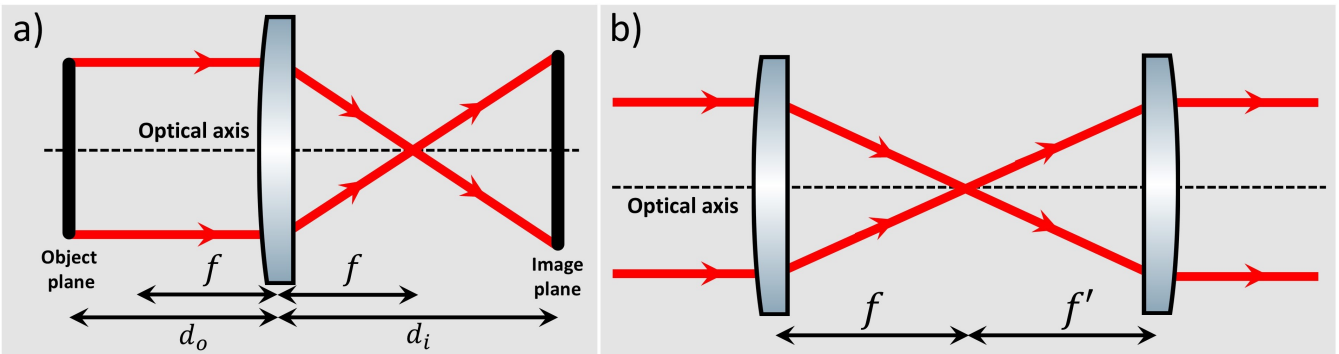 a)
Optical axis
Object
plane
Image
plane
f
f
d_o
d_i
b)
Optical axis
f
f′